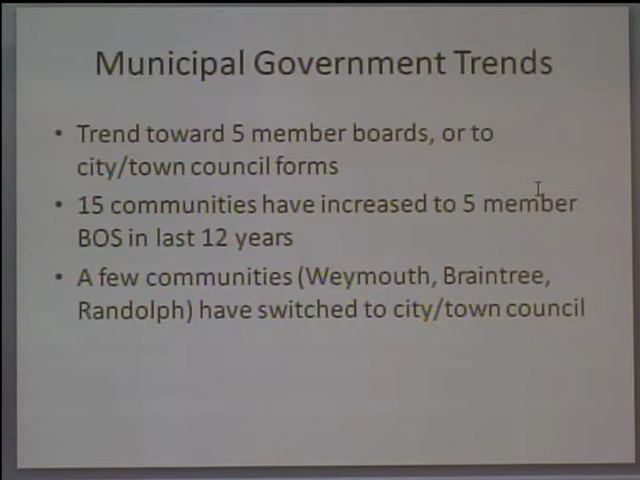 Municipal Government Trends
• Trend toward 5 member boards, or to
city/town council forms
• 15 communities have increased to 5 member
BOS in last 12 years
• A few communities (Weymouth, Braintree,
Randolph) have switched to city/town council